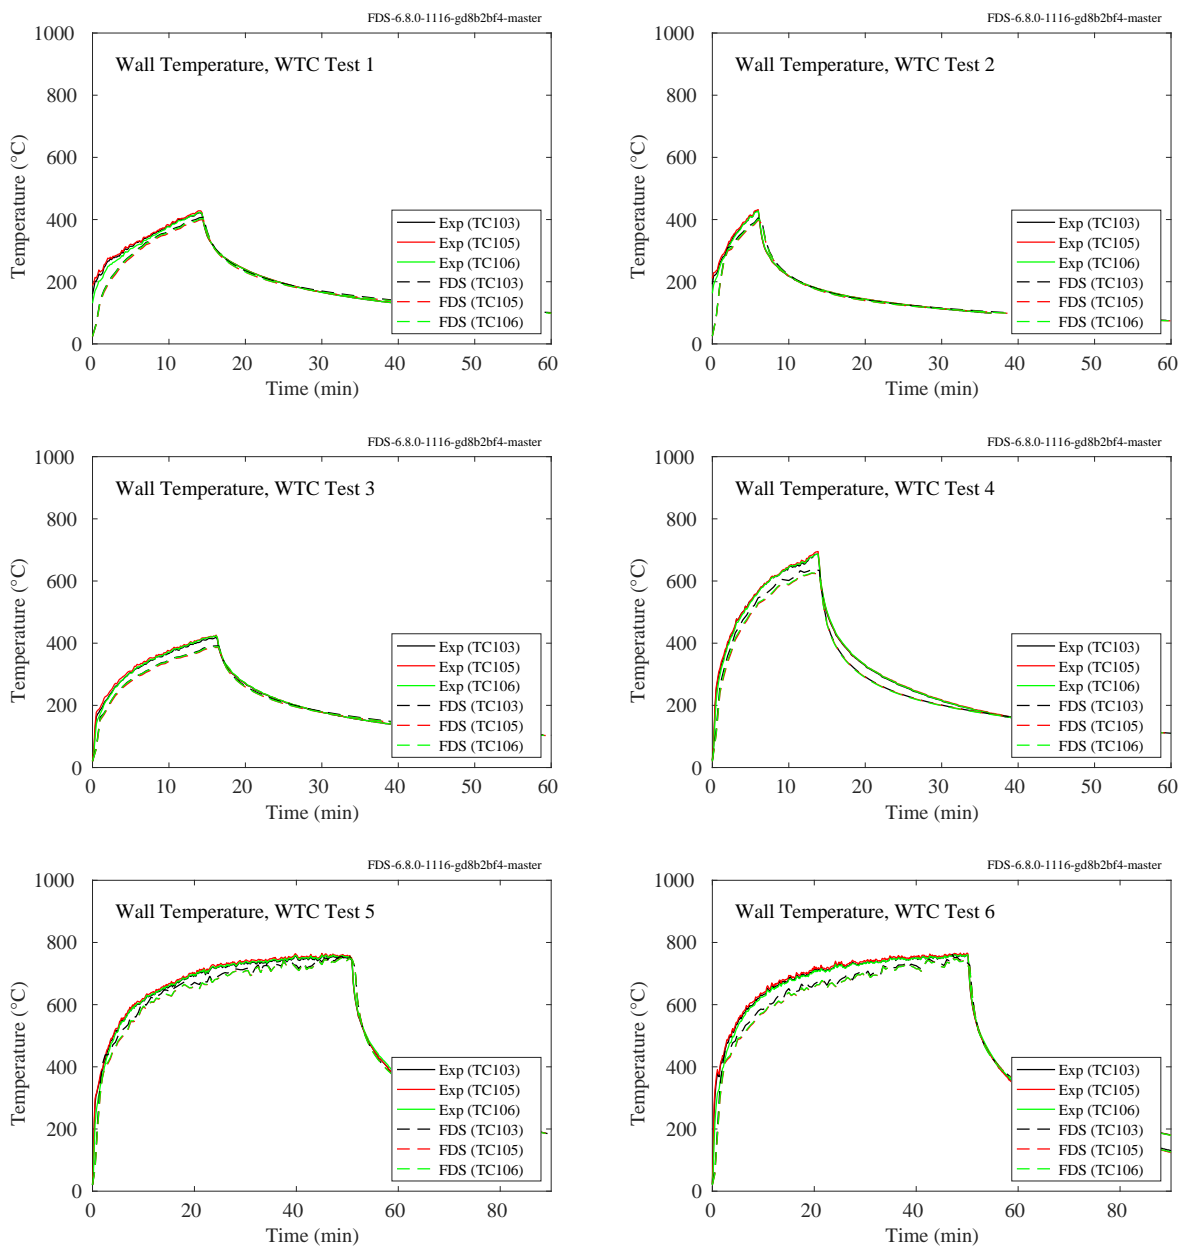 FDS-6.8.0-1116-gd8b2bf4-master
Wall Temperature, WTC Test 1
Temperature (°C)
1000
800
600
400
200
0
Exp (TC103)
Exp (TC105)
Exp (TC106)
FDS (TC103)
FDS (TC105)
FDS (TC106)
0 10 20 30 40 50 60
Time (min)
FDS-6.8.0-1116-gd8b2bf4-master
Wall Temperature, WTC Test 2
Temperature (°C)
1000
800
600
400
200
0
Exp (TC103)
Exp (TC105)
Exp (TC106)
FDS (TC103)
FDS (TC105)
FDS (TC106)
0 10 20 30 40 50 60
Time (min)
FDS-6.8.0-1116-gd8b2bf4-master
Wall Temperature, WTC Test 3
Temperature (°C)
1000
800
600
400
200
0
Exp (TC103)
Exp (TC105)
Exp (TC106)
FDS (TC103)
FDS (TC105)
FDS (TC106)
0 10 20 30 40 50 60
Time (min)
FDS-6.8.0-1116-gd8b2bf4-master
Wall Temperature, WTC Test 4
Temperature (°C)
1000
800
600
400
200
0
Exp (TC103)
Exp (TC105)
Exp (TC106)
FDS (TC103)
FDS (TC105)
FDS (TC106)
0 10 20 30 40 50 60
Time (min)
FDS-6.8.0-1116-gd8b2bf4-master
Wall Temperature, WTC Test 5
Temperature (°C)
1000
800
600
400
200
0
Exp (TC103)
Exp (TC105)
Exp (TC106)
FDS (TC103)
FDS (TC105)
FDS (TC106)
0 20 40 60 80
Time (min)
FDS-6.8.0-1116-gd8b2bf4-master
Wall Temperature, WTC Test 6
Temperature (°C)
1000
800
600
400
200
0
Exp (TC103)
Exp (TC105)
Exp (TC106)
FDS (TC103)
FDS (TC105)
FDS (TC106)
0 20 40 60 80
Time (min)